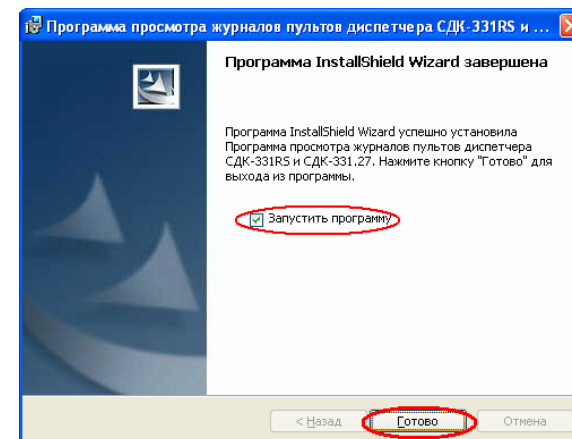 Программа просмотра журналов пультов диспетчера СДК-331RS и ...
Программа InstallShield Wizard завершена
Программа InstallShield Wizard успешно установила
Программа просмотра журналов пультов диспетчера
СДК-331RS и СДК-331.27. Нажмите кнопку "Готово" для
выхода из программы.
Запустить программу
< Назад
Готово
Отмена